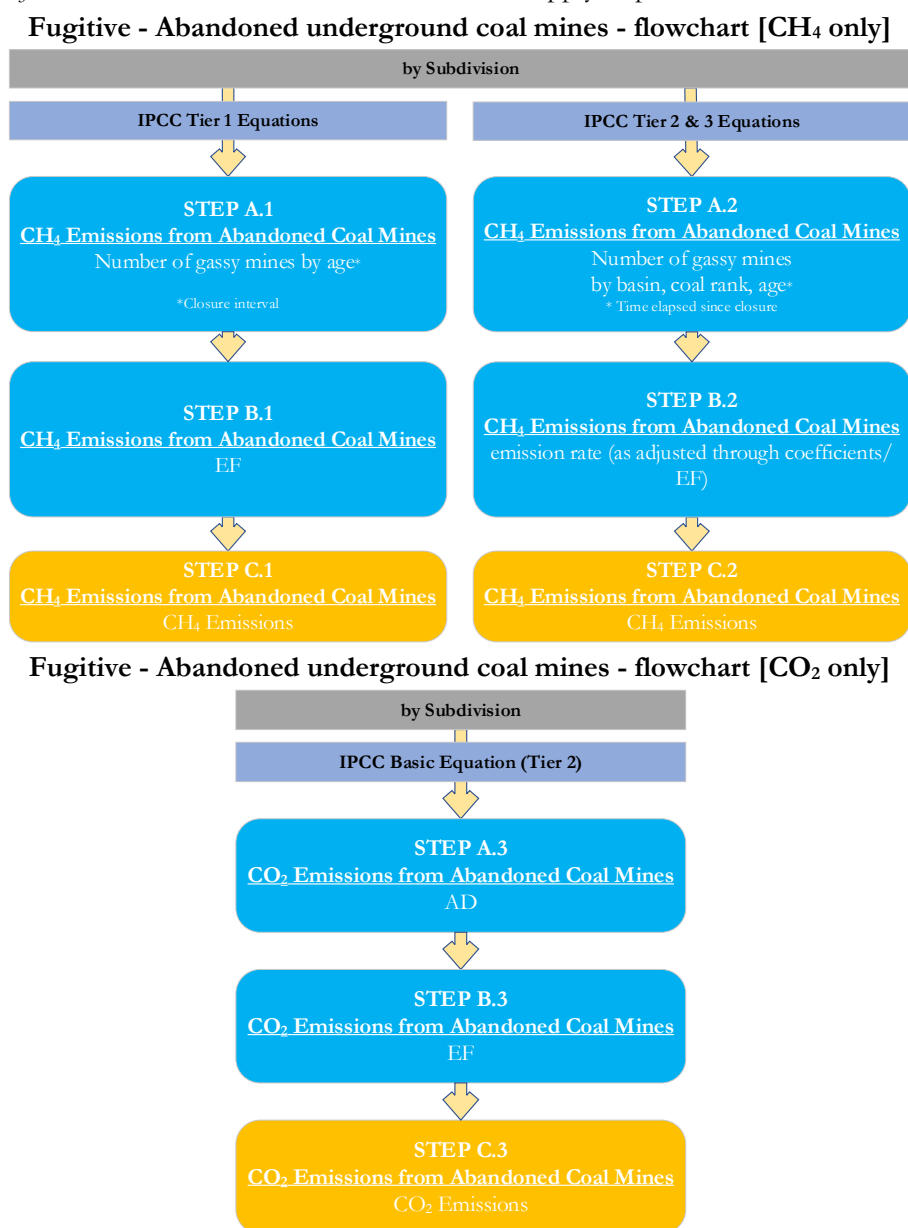 Fugitive - Abandoned underground coal mines - flowchart [CH₄ only]
by Subdivision
IPCC Tier 1 Equations
STEP A.1
CH₄ Emissions from Abandoned Coal Mines
Number of gassy mines by age*
*Closure interval
STEP B.1
CH₄ Emissions from Abandoned Coal Mines
EF
STEP C.1
CH₄ Emissions from Abandoned Coal Mines
CH₄ Emissions
IPCC Tier 2 & 3 Equations
STEP A.2
CH₄ Emissions from Abandoned Coal Mines
Number of gassy mines
by basin, coal rank, age*
* Time elapsed since closure
STEP B.2
CH₄ Emissions from Abandoned Coal Mines
emission rate (as adjusted through coefficients/
EF)
STEP C.2
CH₄ Emissions from Abandoned Coal Mines
CH₄ Emissions
Fugitive - Abandoned underground coal mines - flowchart [CO₂ only]
by Subdivision
IPCC Basic Equation (Tier 2)
STEP A.3
CO₂ Emissions from Abandoned Coal Mines
AD
STEP B.3
CO₂ Emissions from Abandoned Coal Mines
EF
STEP C.3
CO₂ Emissions from Abandoned Coal Mines
CO₂ Emissions